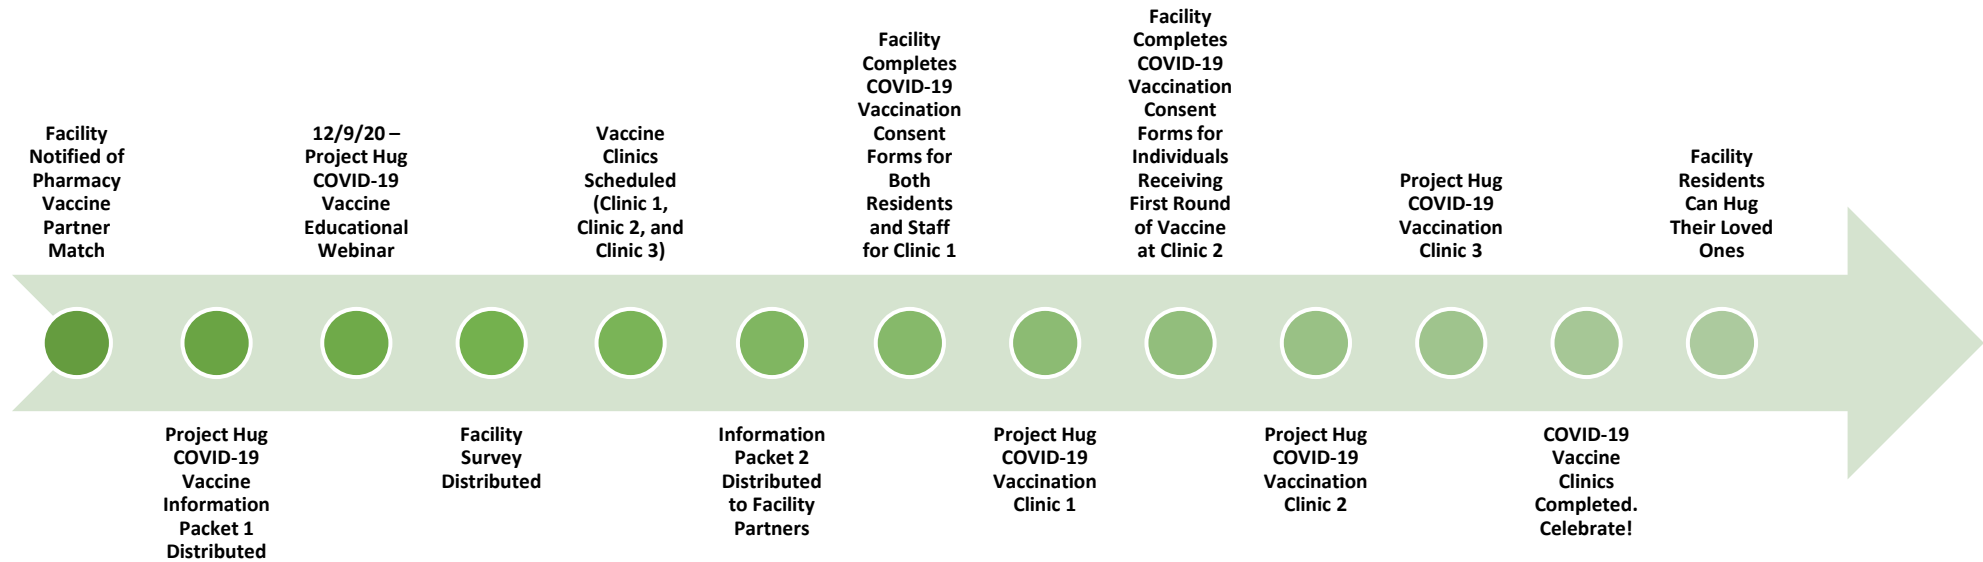 Facility
Notified of
Pharmacy
Vaccine
Partner
Match
Project Hug
COVID-19
Vaccine
Information
Packet 1
Distributed
12/9/20 –
Project Hug
COVID-19
Vaccine
Educational
Webinar
Facility
Survey
Distributed
Vaccine
Clinics
Scheduled
(Clinic 1,
Clinic 2, and
Clinic 3)
Information
Packet 2
Distributed
to Facility
Partners
Facility
Completes
COVID-19
Vaccination
Consent
Forms for
Both
Residents
and Staff
for Clinic 1
Project Hug
COVID-19
Vaccination
Clinic 1
Facility
Completes
COVID-19
Vaccination
Consent
Forms for
Individuals
Receiving
First Round
of Vaccine
at Clinic 2
Project Hug
COVID-19
Vaccination
Clinic 2
Project Hug
COVID-19
Vaccination
Clinic 3
COVID-19
Vaccine
Clinics
Completed.
Celebrate!
Facility
Residents
Can Hug
Their Loved
Ones